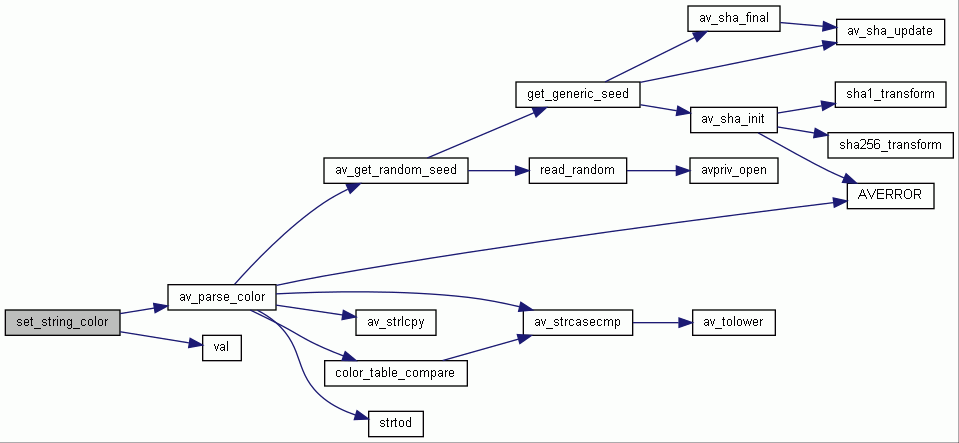 av_sha_final
av_sha_update
get_generic_seed
sha1_transform
av_sha_init
sha256_transform
av_get_random_seed
read_random
avpriv_open
AVERROR
av_parse_color
set_string_color
av_strlcpy
av_strcasecmp
av_tolower
val
color_table_compare
strtod